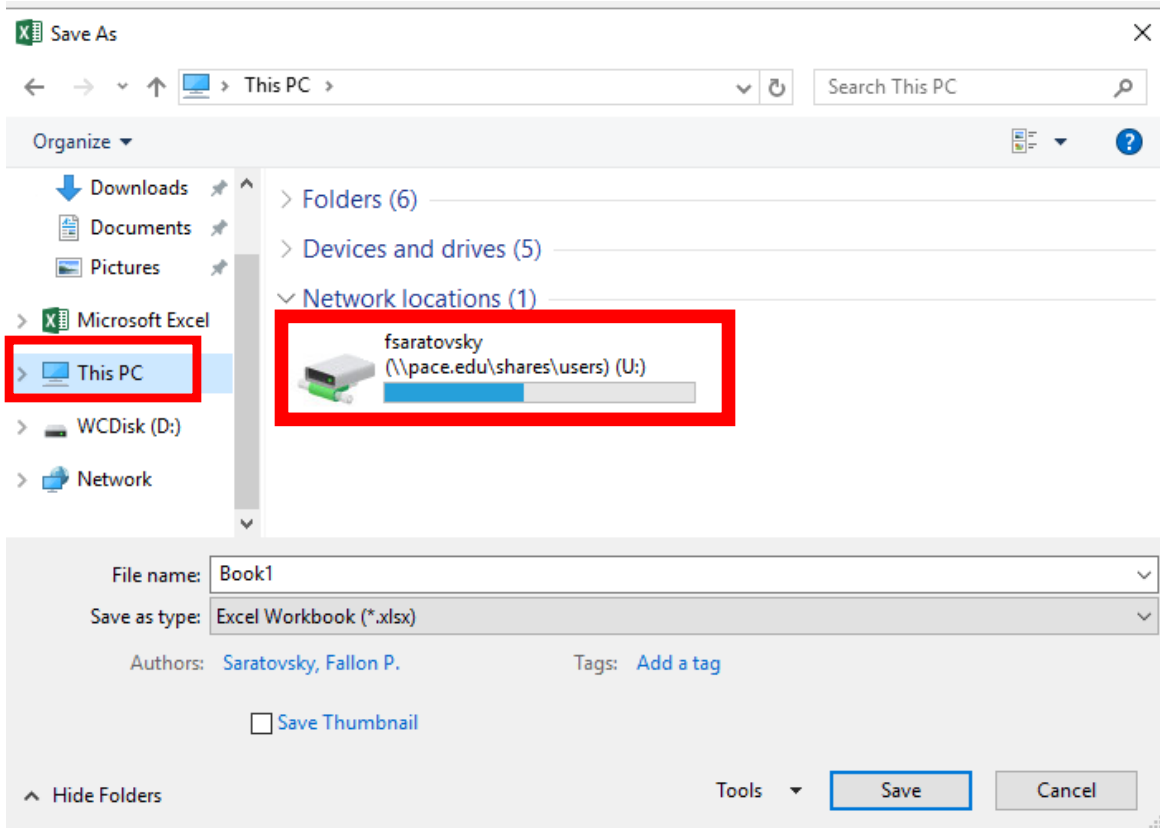 Save As
This PC
Search This PC
Organize
Downloads
Documents
Pictures
Microsoft Excel
This PC
WCDisk (D:)
Network
Folders (6)
Devices and drives (5)
Network locations (1)
fsaratovsky
(\\pace.edu\shares\users) (U:)
File name: Book1
Save as type: Excel Workbook (*.xlsx)
Authors: Saratovsky, Fallon P. Tags: Add a tag
Save Thumbnail
Hide Folders Tools Save Cancel